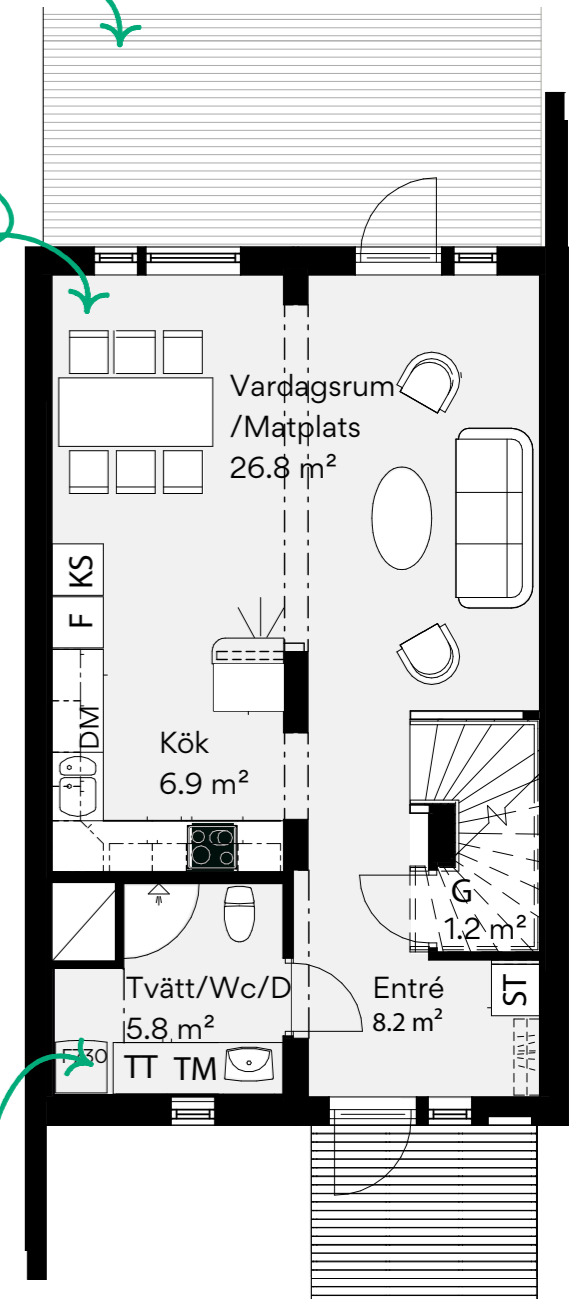 Vardagsrum
/Matplats
26.8 m²
KS
F
DM
Kök
6.9 m²
G
1.2 m²
Tvätt/Wc/D
5.8 m²
Entré
8.2 m²
ST
TT TM